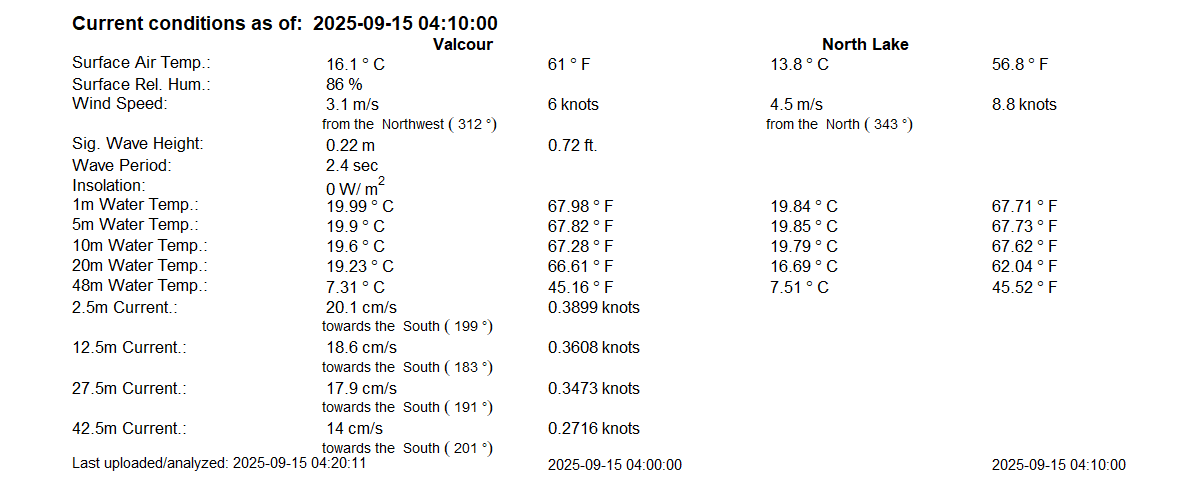 Current conditions as of: 2025-09-15 04:10:00
Valcour North Lake
Surface Air Temp.: 16.1 ° C 61 ° F 13.8 ° C 56.8 ° F
Surface Rel. Hum.: 86 %
Wind Speed: 3.1 m/s 6 knots 4.5 m/s 8.8 knots
from the Northwest ( 312 °) from the North ( 343 °)
Sig. Wave Height: 0.22 m 0.72 ft.
Wave Period: 2.4 sec
Insolation: 0 W/ m2
1m Water Temp.: 19.99 ° C 67.98 ° F 19.84 ° C 67.71 ° F
5m Water Temp.: 19.9 ° C 67.82 ° F 19.85 ° C 67.73 ° F
10m Water Temp.: 19.6 ° C 67.28 ° F 19.79 ° C 67.62 ° F
20m Water Temp.: 19.23 ° C 66.61 ° F 16.69 ° C 62.04 ° F
48m Water Temp.: 7.31 ° C 45.16 ° F 7.51 ° C 45.52 ° F
2.5m Current.: 20.1 cm/s 0.3899 knots
towards the South ( 199 °)
12.5m Current.: 18.6 cm/s 0.3608 knots
towards the South ( 183 °)
27.5m Current.: 17.9 cm/s 0.3473 knots
towards the South ( 191 °)
42.5m Current.: 14 cm/s 0.2716 knots
towards the South ( 201 °)
Last uploaded/analyzed: 2025-09-15 04:20:11 2025-09-15 04:00:00 2025-09-15 04:10:00